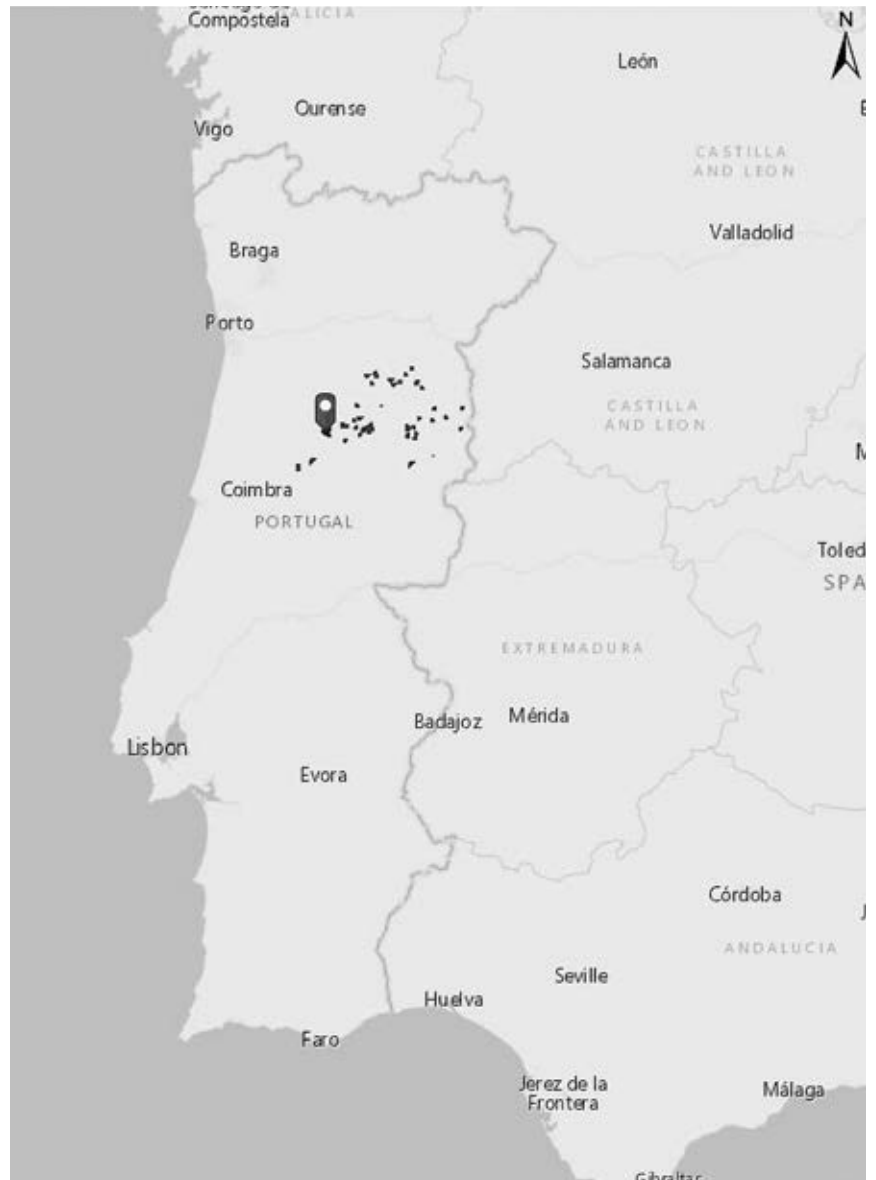 Compostela
GALICIA
N
León
Ourense
Vigo
CASTILLA
AND LEON
Valladolid
Braga
Porto
Salamanca
CASTILLA
AND LEON
Coimbra
PORTUGAL
Toled
SPA
EXTREMADURA
Badajoz
Mérida
Lisbon
Evora
Córdoba
ANDALUCIA
Seville
Huelva
Faro
Jerez de la
Frontera
Málaga